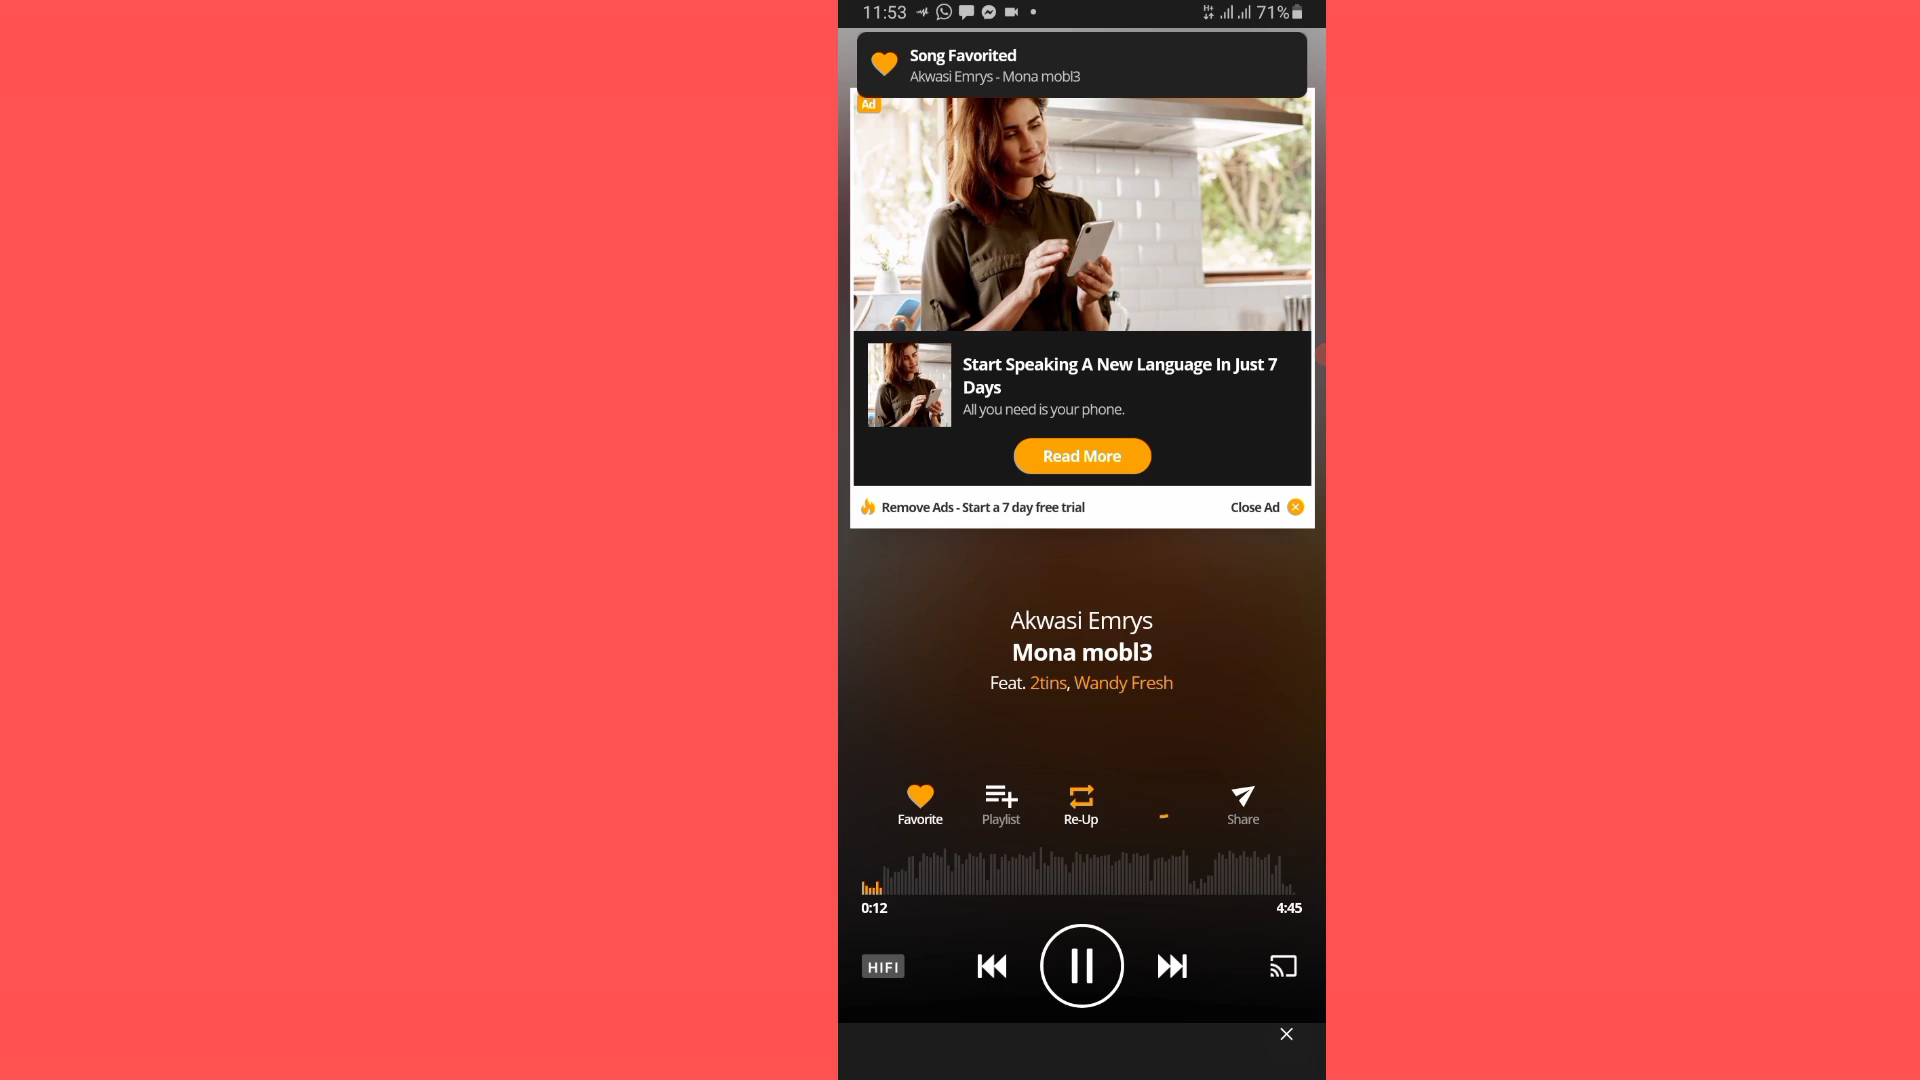 11:53
71%
Song Favorited
Akwasi Emrys - Mona mobl3
Ad
Start Speaking A New Language In Just 7
Days
All you need is your phone.
Read More
Remove Ads - Start a 7 day free trial
Close Ad
Akwasi Emrys
Mona mobl3
Feat. 2tins, Wandy Fresh
Favorite
Playlist
Re-Up
Share
0:12
4:45
HIFI